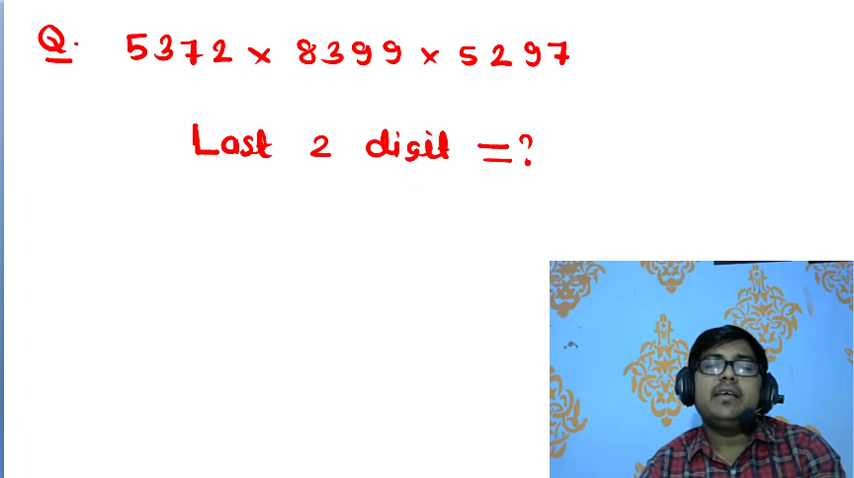 Q. 5372 × 8399 × 5297
Last 2 digit = ?